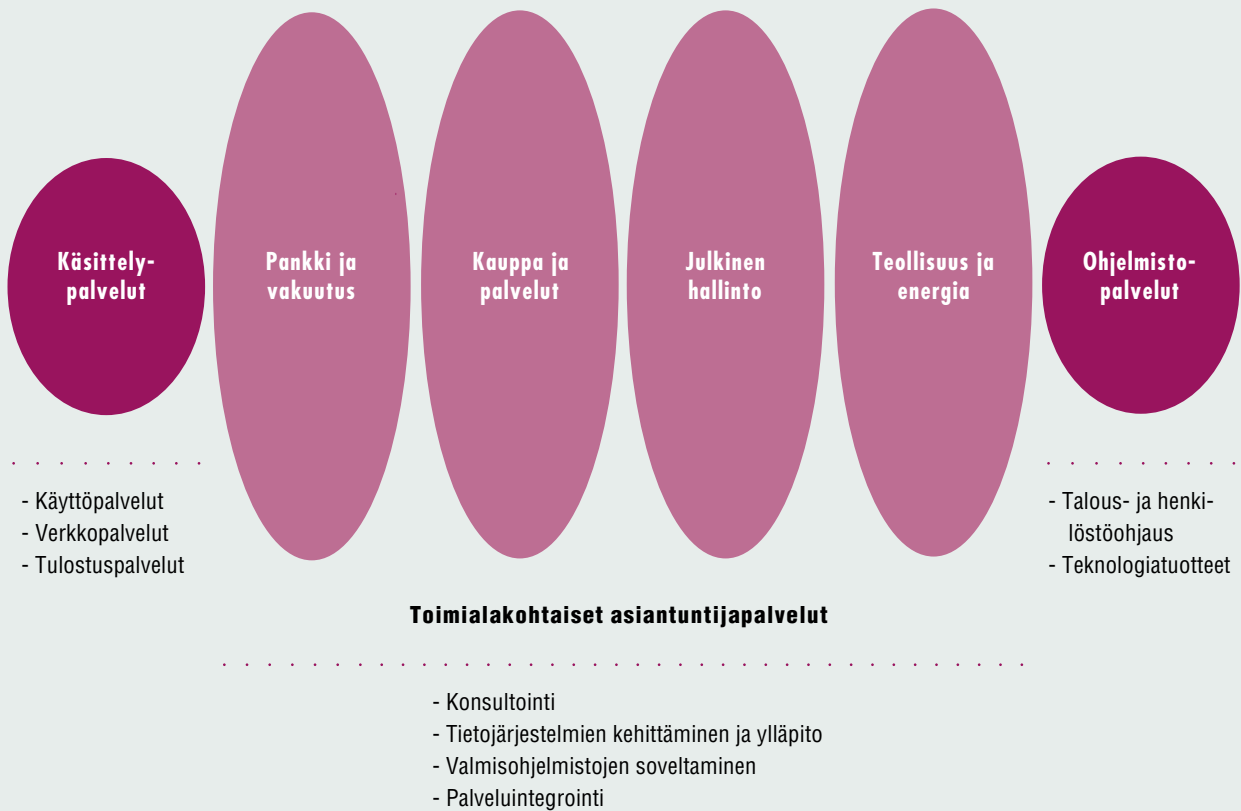 Käsittely-
palvelut
Pankki ja
vakuutus
Kauppa ja
palvelut
Julkinen
hallinto
Teollisuus ja
energia
Ohjelmisto-
palvelut
- Käyttöpalvelut
- Verkkopalvelut
- Tulostuspalvelut
- Talous- ja henki-
löstöohjaus
- Teknologiatuotteet
Toimialakohtaiset asiantuntijapalvelut
- Konsultointi
- Tietojärjestelmien kehittäminen ja ylläpito
- Valmisohjelmistojen soveltaminen
- Palveluintegrointi